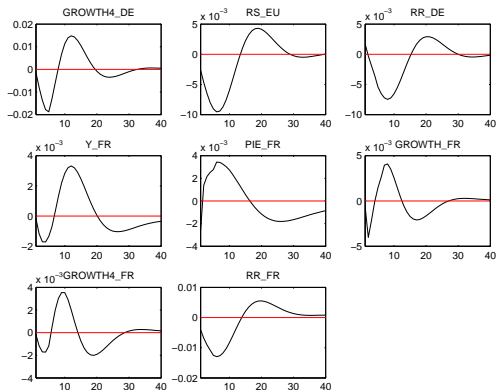 GROWTH4_DE
0.02
0.01
0
−0.01
−0.02
10 20 30 40
x 10⁻³ RS_EU
5
0
−5
−10
10 20 30 40
x 10⁻³ RR_DE
5
0
−5
−10
10 20 30 40
x 10⁻³ Y_FR
4
2
0
−2
10 20 30 40
x 10⁻³ PIE_FR
4
2
0
−2
−4
10 20 30 40
x 10⁻³ GROWTH_FR
5
0
−5
10 20 30 40
x 10⁻³ GROWTH4_FR
4
2
0
−2
−4
10 20 30 40
RR_FR
0.01
0
−0.01
−0.02
10 20 30 40